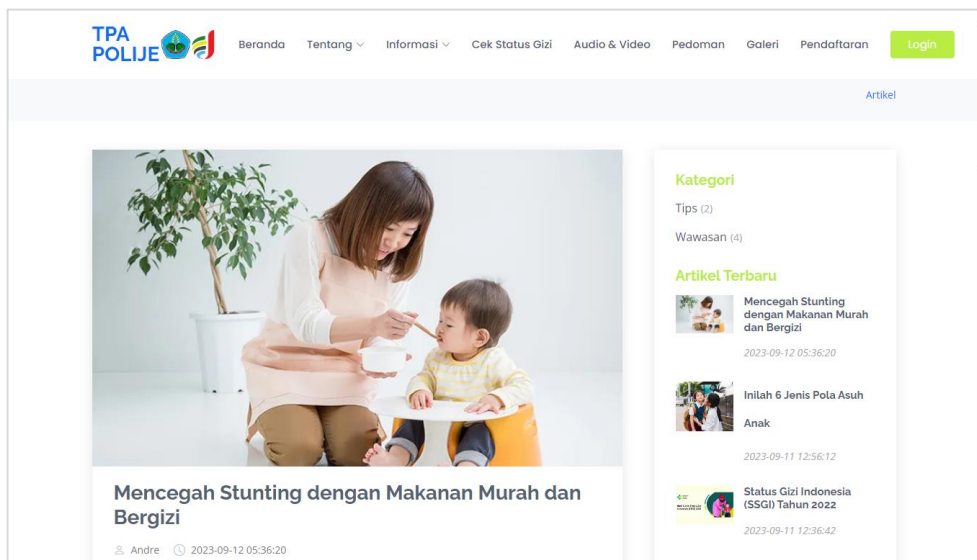 TPA
POLIJE
Beranda Tentang Informasi Cek Status Gizi Audio & Video Pedoman Galeri Pendaftaran Login
Artikel
Mencegah Stunting dengan Makanan Murah dan
Bergizi
Andre 2023-09-12 05:36:20
Kategori
Tips (2)
Wawasan (4)
Artikel Terbaru
Mencegah Stunting
dengan Makanan Murah
dan Bergizi
2023-09-12 05:36:20
Inilah 6 Jenis Pola Asuh
Anak
2023-09-11 12:56:12
Status Gizi Indonesia
(SSGI) Tahun 2022
2023-09-11 12:36:42